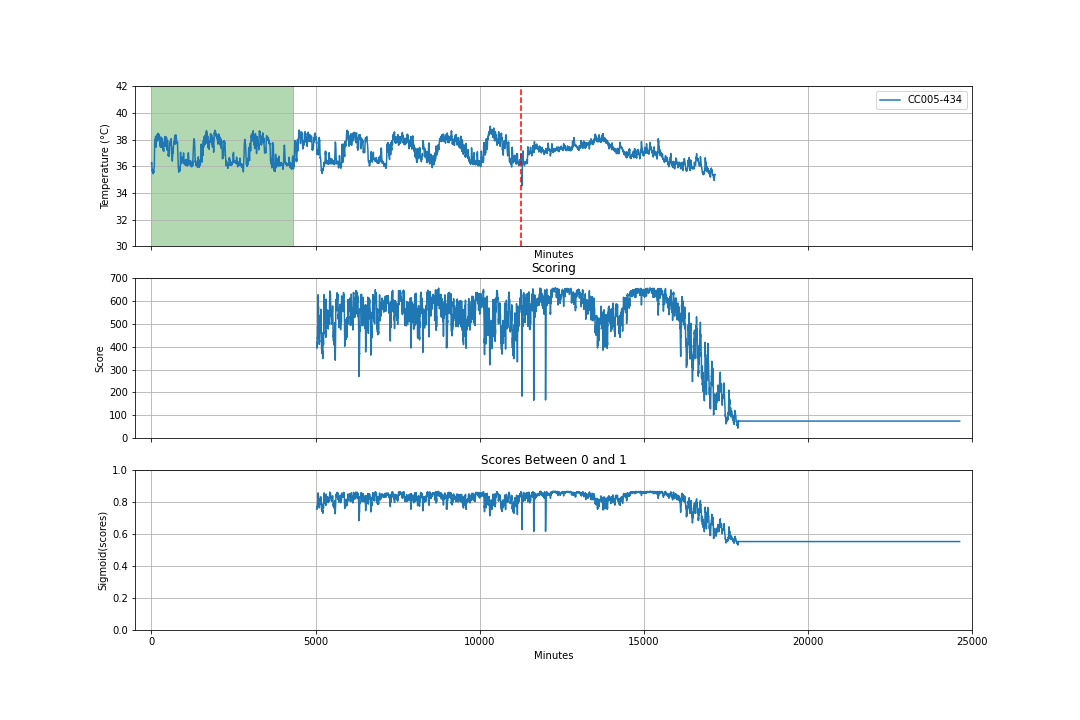 42
40
38
36
34
32
30
Temperature (°C)
CC005-434
Minutes
Scoring
700
600
500
400
300
200
100
0
Score
Scores Between 0 and 1
1.0
0.8
0.6
0.4
0.2
0.0
Sigmoid(scores)
0 5000 10000 15000 20000 25000
Minutes